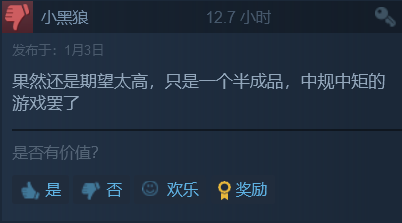 小黑狼 12.7 小时
发布于：1月3日
果然还是期望太高，只是一个半成品，中规中矩的
游戏罢了
是否有价值？
是 否 欢乐 奖励